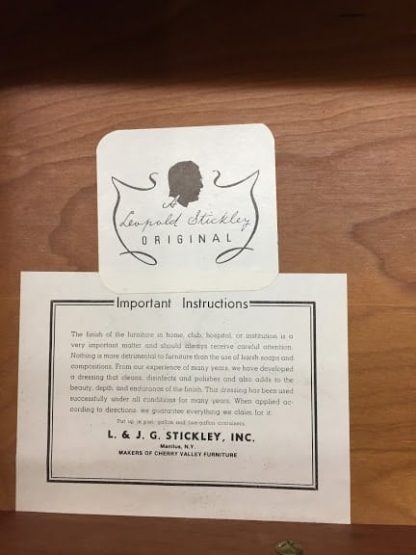 A
Leopold Stickley
ORIGINAL
Important Instructions
The finish of the furniture in home, club, hospital, or institution is a
very important matter and should always receive careful attention.
Nothing is more detrimental to furniture than the use of harsh soaps and
compositions. From our experience of many years, we have developed
a dressing that cleans, disinfects and polishes and also adds to the
beauty, depth, and endurance of the finish. This dressing has been used
successfully under all conditions for many years. When applied ac-
cording to directions, we guarantee everything we claim for it.
Put up in pint, gallon and five-gallon containers.
L. & J. G. STICKLEY, INC.
Manlius, N.Y.
MAKERS OF CHERRY VALLEY FURNITURE